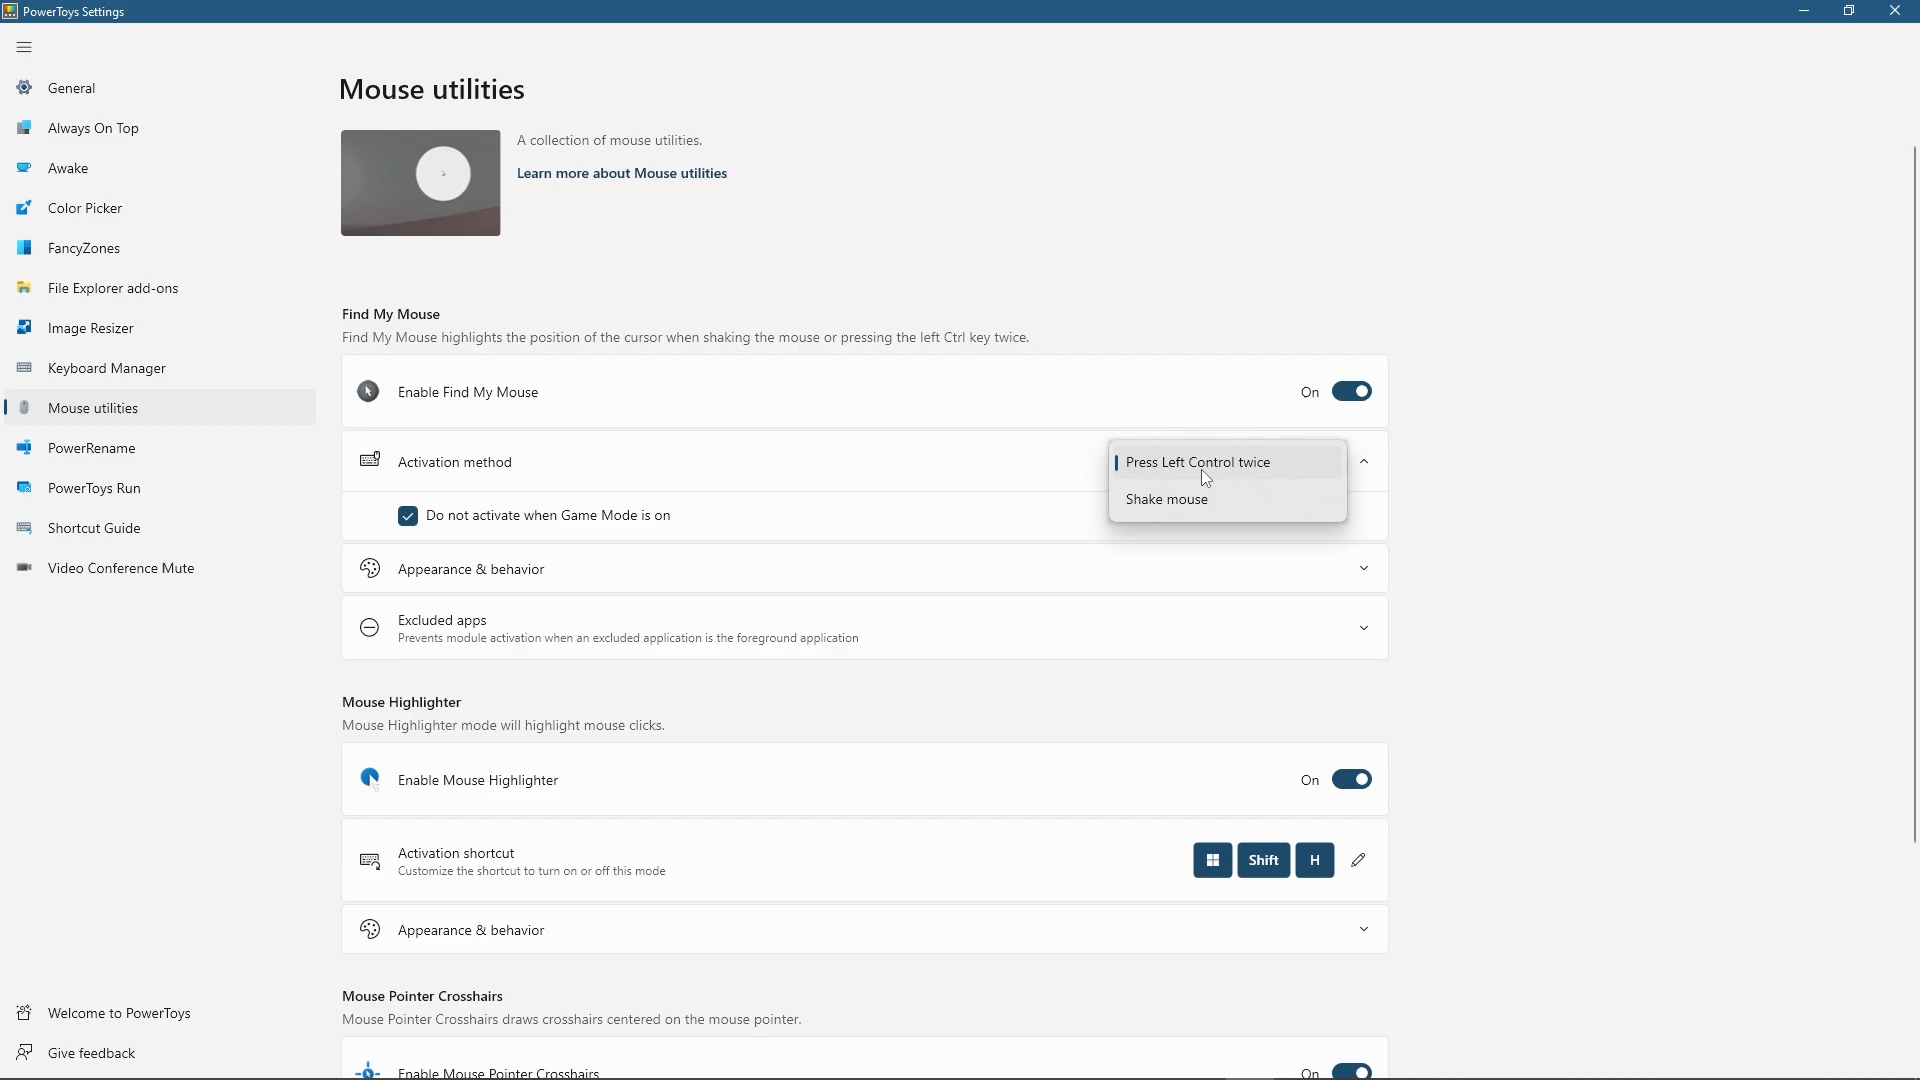 PowerToys Settings
General
Always On Top
Awake
Color Picker
FancyZones
File Explorer add-ons
Image Resizer
Keyboard Manager
Mouse utilities
PowerRename
PowerToys Run
Shortcut Guide
Video Conference Mute
Welcome to PowerToys
Give feedback
Mouse utilities
A collection of mouse utilities.
Learn more about Mouse utilities
Find My Mouse
Find My Mouse highlights the position of the cursor when shaking the mouse or pressing the left Ctrl key twice.
Enable Find My Mouse On
Activation method Press Left Control twice
Shake mouse
Do not activate when Game Mode is on
Appearance & behavior
Excluded apps
Prevents module activation when an excluded application is the foreground application
Mouse Highlighter
Mouse Highlighter mode will highlight mouse clicks.
Enable Mouse Highlighter On
Activation shortcut
Customize the shortcut to turn on or off this mode
Shift H
Appearance & behavior
Mouse Pointer Crosshairs
Mouse Pointer Crosshairs draws crosshairs centered on the mouse pointer.
Enable Mouse Pointer Crosshairs On